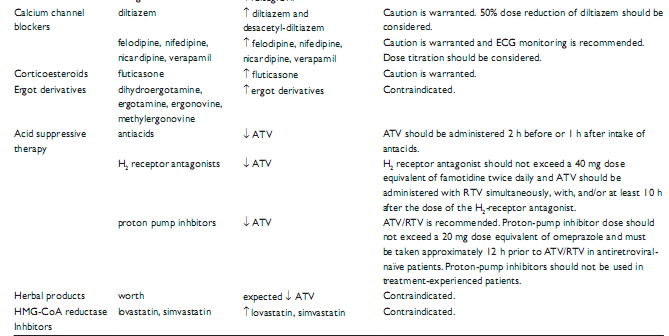 Calcium channel diltiazem ↑ diltiazem and Caution is warranted. 50% dose reduction of diltiazem should be
blockers desacetyl-diltiazem considered.
felodipine, nifedipine, ↑ felodipine, nifedipine, Caution is warranted and ECG monitoring is recommended.
nicardipine, verapamil nicardipine, verapamil Dose titration should be considered.
Corticoesteroids fluticasone ↑ fluticasone Caution is warranted.
Ergot derivatives dihydroergotamine, ↑ ergot derivatives Contraindicated.
ergotamine, ergonovine,
methylergonovine
Acid suppressive antiacids ↓ ATV ATV should be administered 2 h before or 1 h after intake of
therapy antacids.
H₂ receptor antagonists ↓ ATV H₂ receptor antagonist should not exceed a 40 mg dose
equivalent of famotidine twice daily and ATV should be
administered with RTV simultaneously, with, and/or at least 10 h
after the dose of the H₂-receptor antagonist.
proton pump inhbitors ↓ ATV ATV/RTV is recommended. Proton-pump inhibitor dose should
not exceed a 20 mg dose equivalent of omeprazole and must
be taken approximately 12 h prior to ATV/RTV in antiretroviral-
naïve patients. Proton-pump inhibitors should not be used in
treatment-experienced patients.
Herbal products worth expected ↓ ATV Contraindicated.
HMG-CoA reductase lovastatin, simvastatin ↑ lovastatin, simvastatin Contraindicated.
Inhbitors